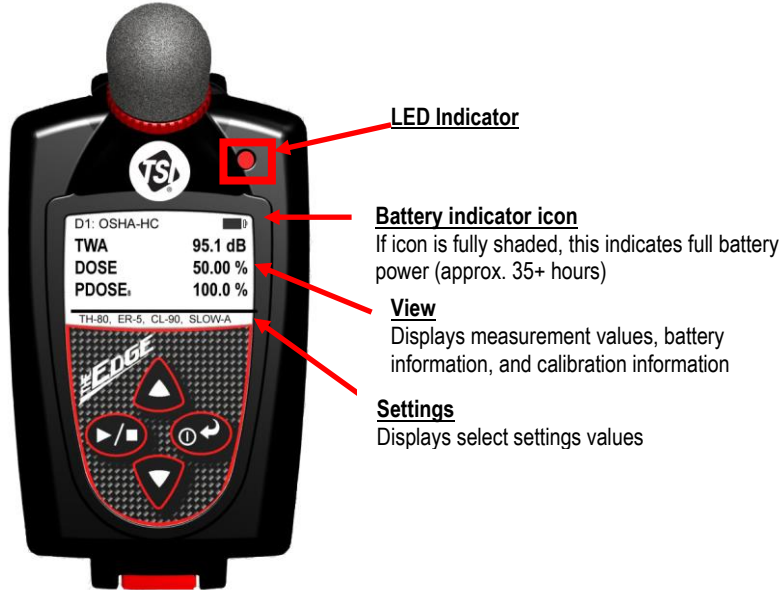 LED Indicator
TSI
Battery indicator icon
If icon is fully shaded, this indicates full battery
power (approx. 35+ hours)
D1: OSHA-HC
TWA 95.1 dB
DOSE 50.00 %
PDOSE8 100.0 %
TH-80, ER-5, CL-90, SLOW-A
View
Displays measurement values, battery
information, and calibration information
Settings
Displays select settings values
THE EDGE